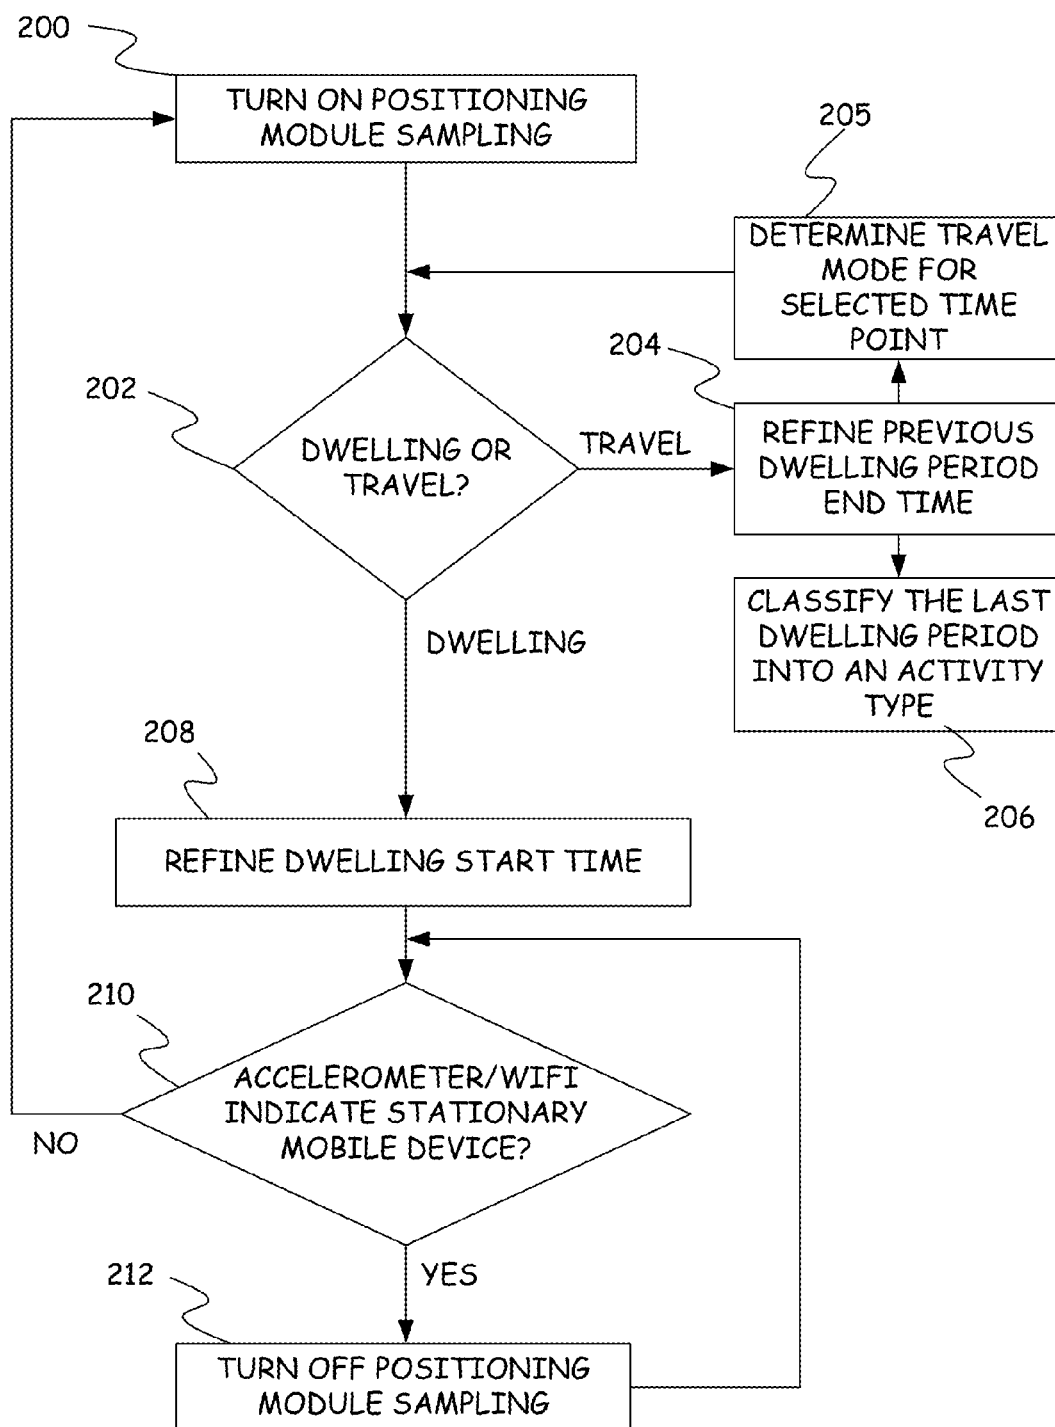 200
TURN ON POSITIONING
MODULE SAMPLING
205
DETERMINE TRAVEL
MODE FOR
SELECTED TIME
POINT
204
202
DWELLING OR
TRAVEL?
TRAVEL
REFINE PREVIOUS
DWELLING PERIOD
END TIME
CLASSIFY THE LAST
DWELLING PERIOD
INTO AN ACTIVITY
TYPE
206
DWELLING
208
REFINE DWELLING START TIME
210
ACCELEROMETER/WIFI
INDICATE STATIONARY
MOBILE DEVICE?
NO
YES
212
TURN OFF POSITIONING
MODULE SAMPLING